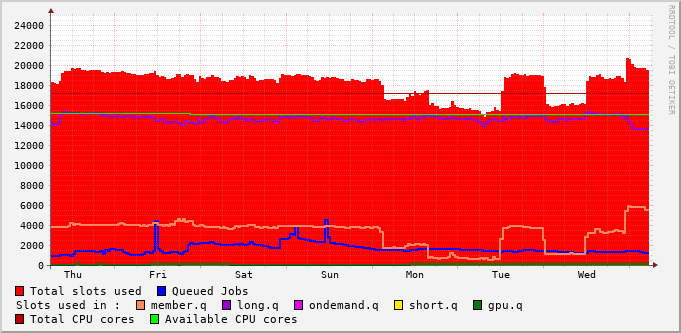 RRDTOOL / TOBI OETIKER
24000
22000
20000
18000
16000
14000
12000
10000
8000
6000
4000
2000
0
Thu Fri Sat Sun Mon Tue Wed
Total slots used Queued Jobs
Slots used in : member.q long.q ondemand.q short.q gpu.q
Total CPU cores Available CPU cores